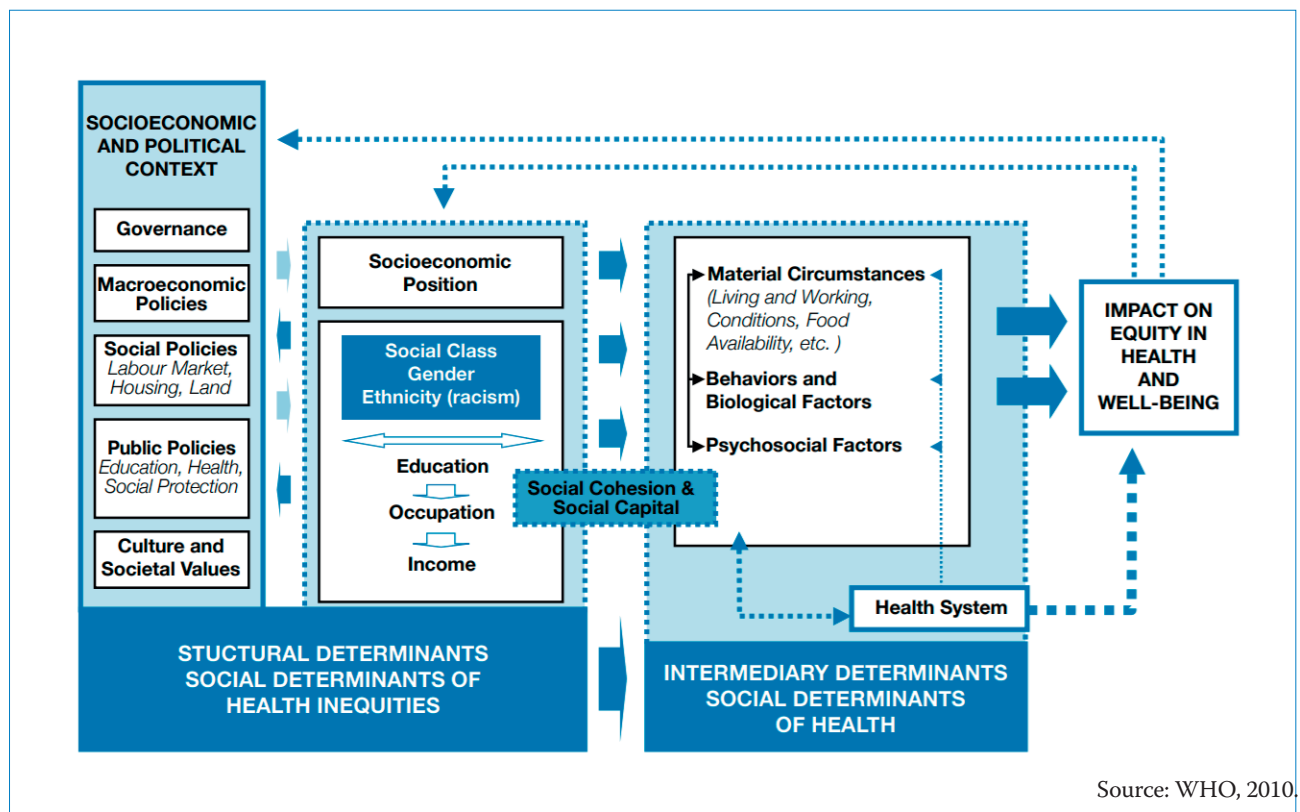 SOCIOECONOMIC
AND POLITICAL
CONTEXT
Governance
Macroeconomic
Policies
Social Policies
Labour Market,
Housing, Land
Public Policies
Education, Health,
Social Protection
Culture and
Societal Values
Socioeconomic
Position
Social Class
Gender
Ethnicity (racism)
Education
Occupation
Income
Social Cohesion &
Social Capital
Material Circumstances
(Living and Working,
Conditions, Food
Availability, etc. )
Behaviors and
Biological Factors
Psychosocial Factors
Health System
IMPACT ON
EQUITY IN
HEALTH
AND
WELL-BEING
STUCTURAL DETERMINANTS
SOCIAL DETERMINANTS OF
HEALTH INEQUITIES
INTERMEDIARY DETERMINANTS
SOCIAL DETERMINANTS
OF HEALTH
Source: WHO, 2010.